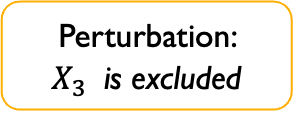 Perturbation:
X₃ is excluded